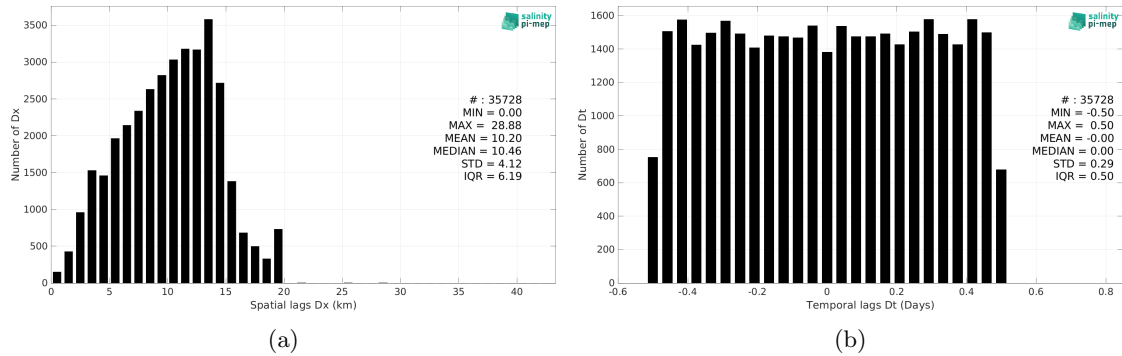 salinity
pi-mep
Number of Dx
3500
3000
2500
2000
1500
1000
500
0
# : 35728
MIN = 0.00
MAX = 28.88
MEAN = 10.20
MEDIAN = 10.46
STD = 4.12
IQR = 6.19
0 5 10 15 20 25 30 35 40
Spatial lags Dx (km)
(a)
salinity
pi-mep
Number of Dt
1600
1400
1200
1000
800
600
400
200
0
# : 35728
MIN = -0.50
MAX = 0.50
MEAN = -0.00
MEDIAN = 0.00
STD = 0.29
IQR = 0.50
-0.6 -0.4 -0.2 0 0.2 0.4 0.6 0.8
Temporal lags Dt (Days)
(b)